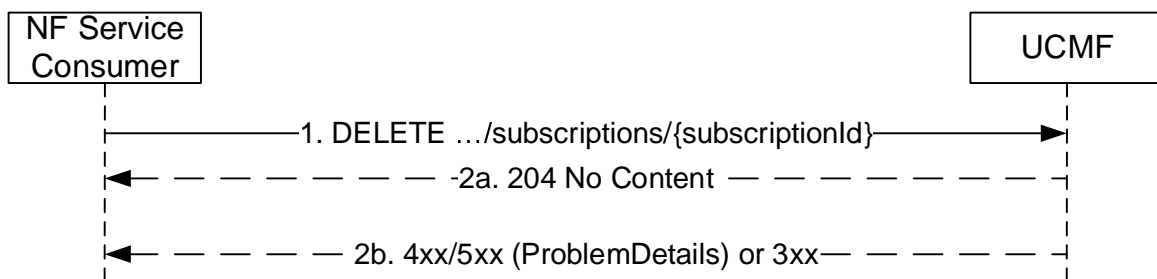 NF Service
Consumer
UCMF
1. DELETE …/subscriptions/{subscriptionId}
2a. 204 No Content
2b. 4xx/5xx (ProblemDetails) or 3xx